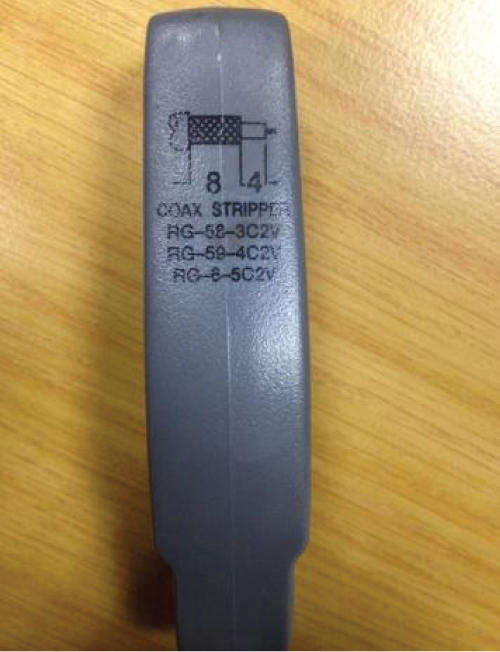 8 4
COAX STRIPPER
RG-58-3C2V
RG-59-4C2V
RG-6-5C2V